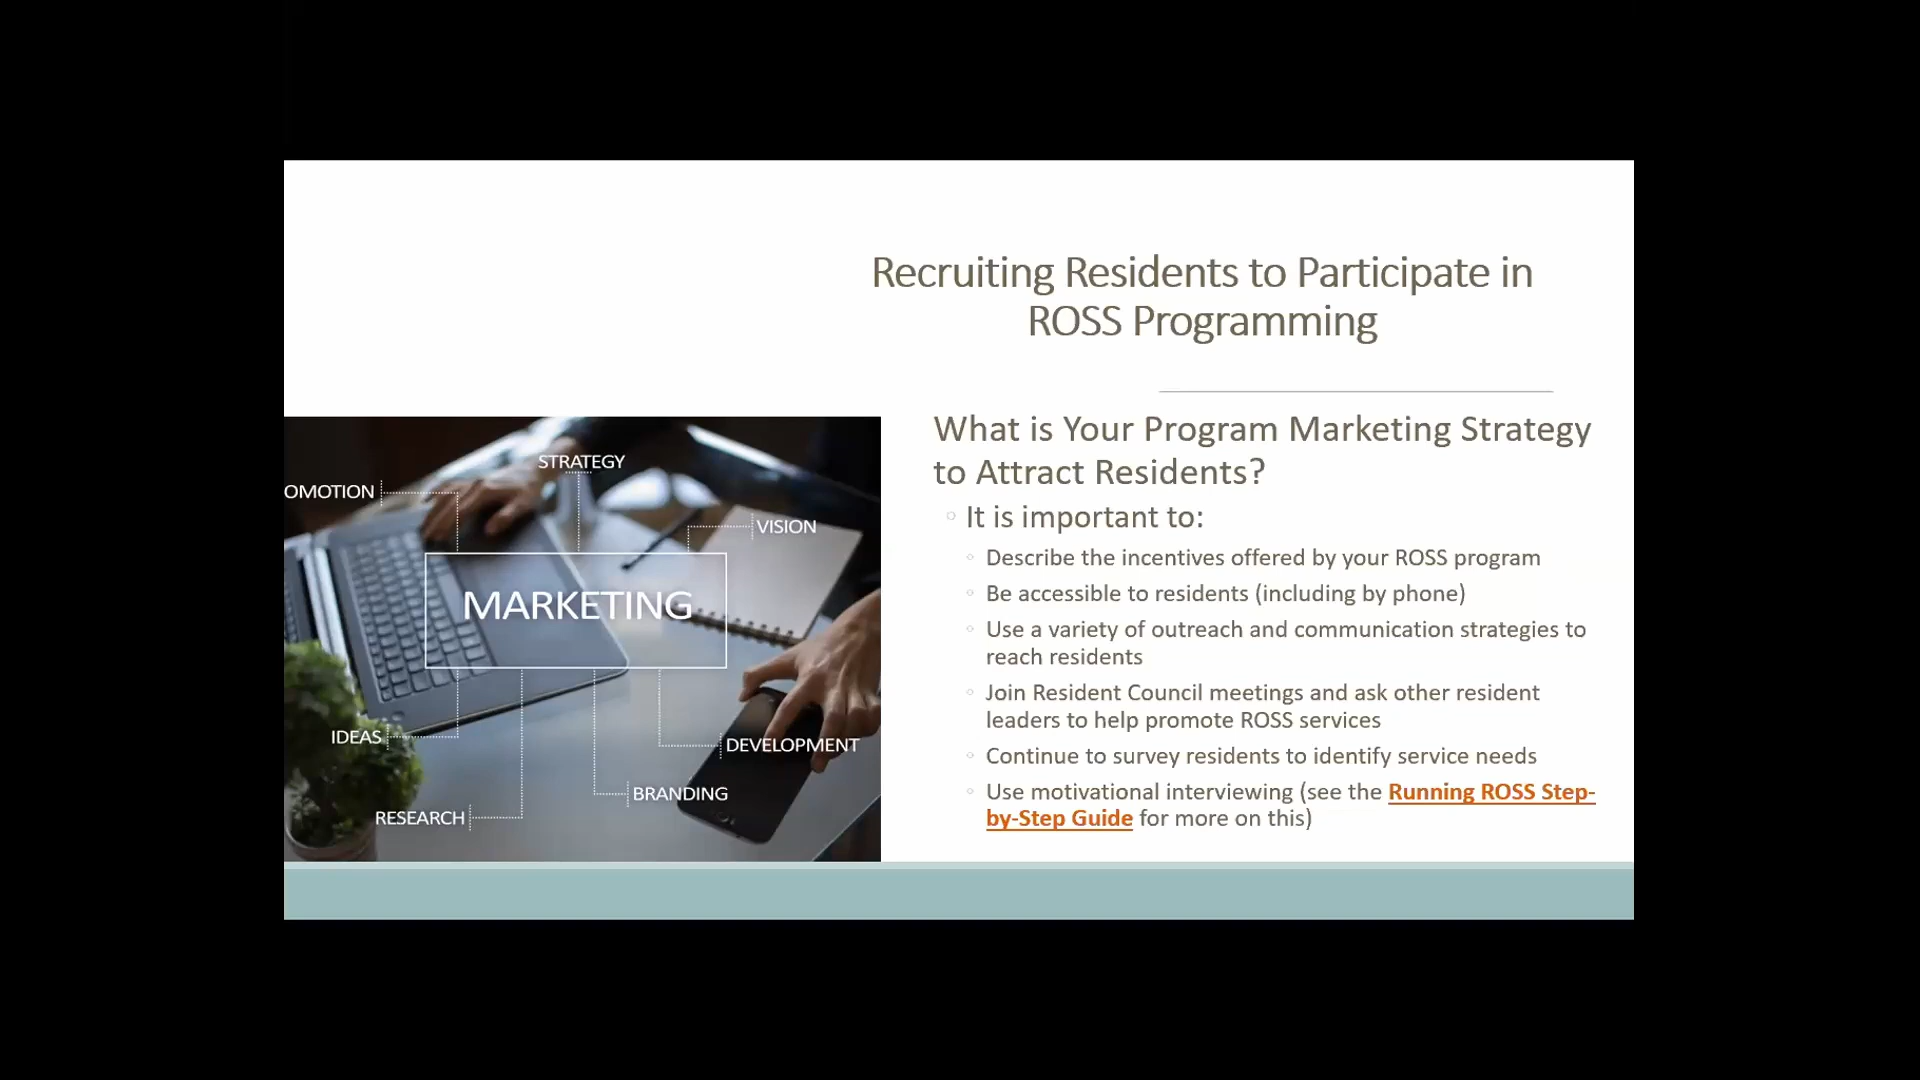 Recruiting Residents to Participate in
ROSS Programming
What is Your Program Marketing Strategy
to Attract Residents?
It is important to:
Describe the incentives offered by your ROSS program
Be accessible to residents (including by phone)
Use a variety of outreach and communication strategies to
reach residents
Join Resident Council meetings and ask other resident
leaders to help promote ROSS services
Continue to survey residents to identify service needs
Use motivational interviewing (see the Running ROSS Step-
by-Step Guide for more on this)
STRATEGY
OMOTION
VISION
MARKETING
IDEAS
DEVELOPMENT
BRANDING
RESEARCH